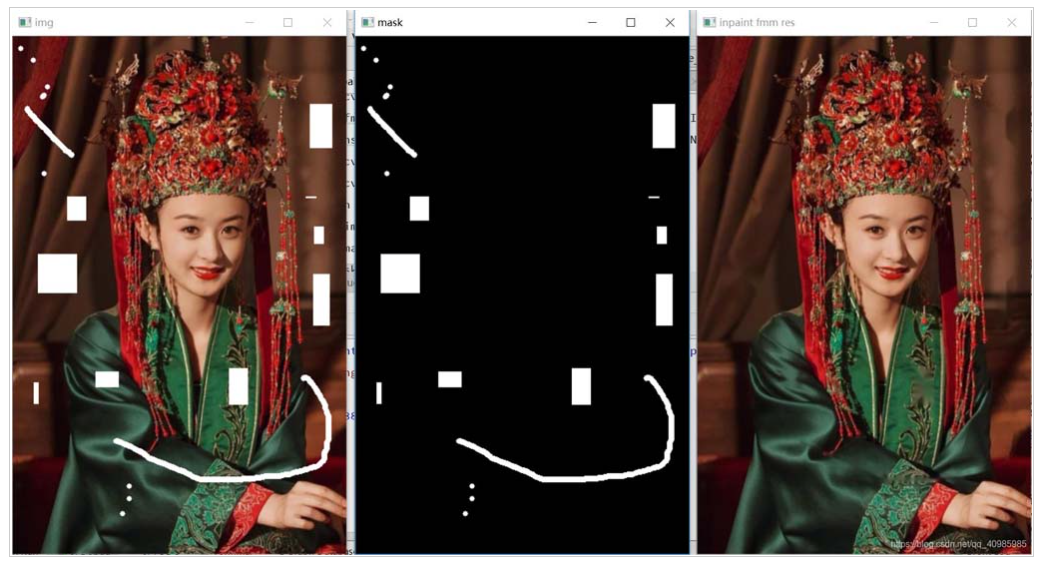 img
mask
inpaint fmm res
https://blog.csdn.net/qq_40985985